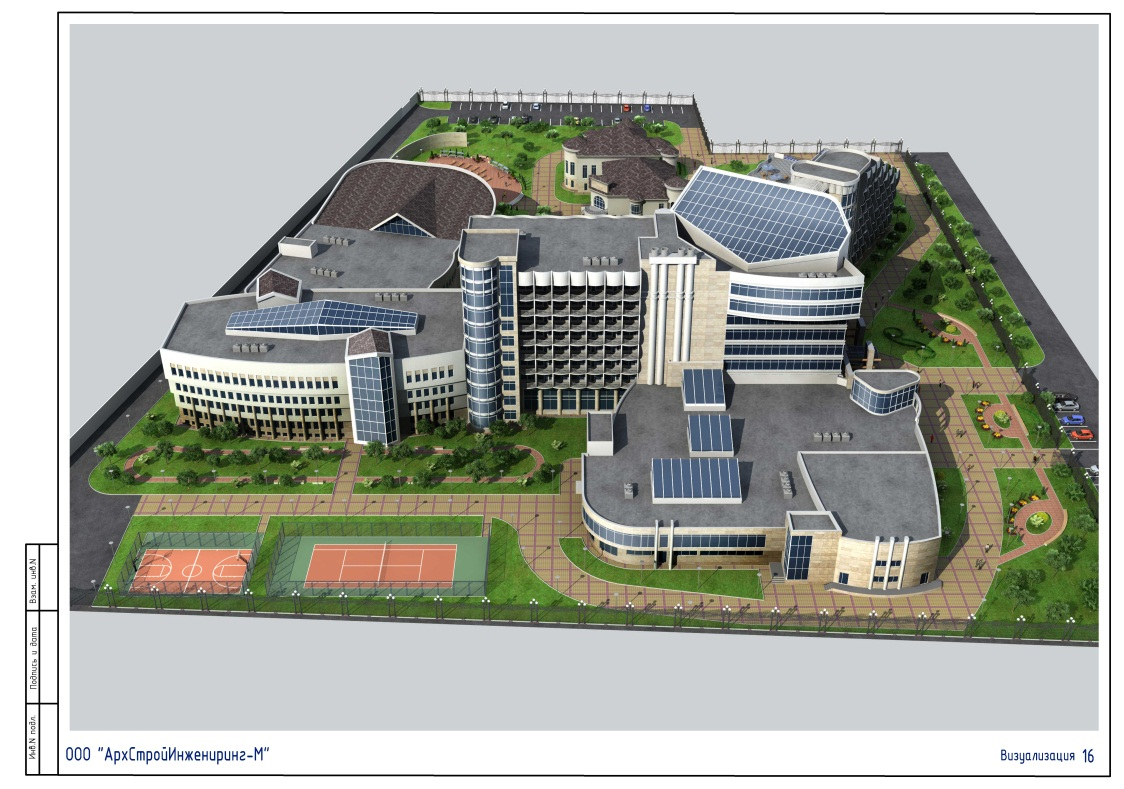 Взам. инв.N
Подпись и дата
Инв.N подл.
ООО "АрхСтройИнжениринг-М"
Визуализация 16